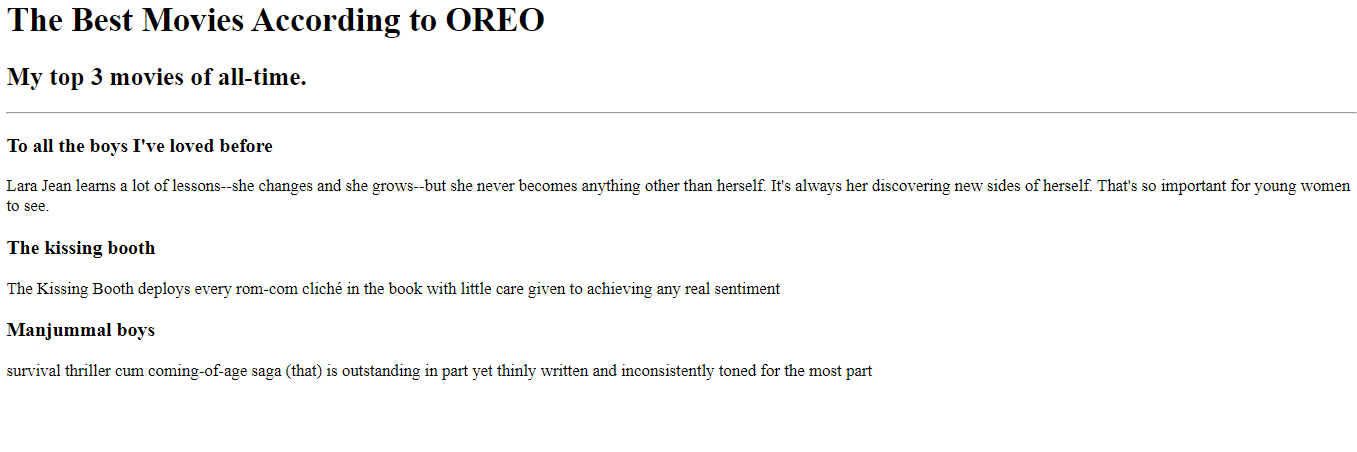 The Best Movies According to OREO
My top 3 movies of all-time.
To all the boys I've loved before
Lara Jean learns a lot of lessons--she changes and she grows--but she never becomes anything other than herself. It's always her discovering new sides of herself. That's so important for young women
to see.
The kissing booth
The Kissing Booth deploys every rom-com cliché in the book with little care given to achieving any real sentiment
Manjummal boys
survival thriller cum coming-of-age saga (that) is outstanding in part yet thinly written and inconsistently toned for the most part